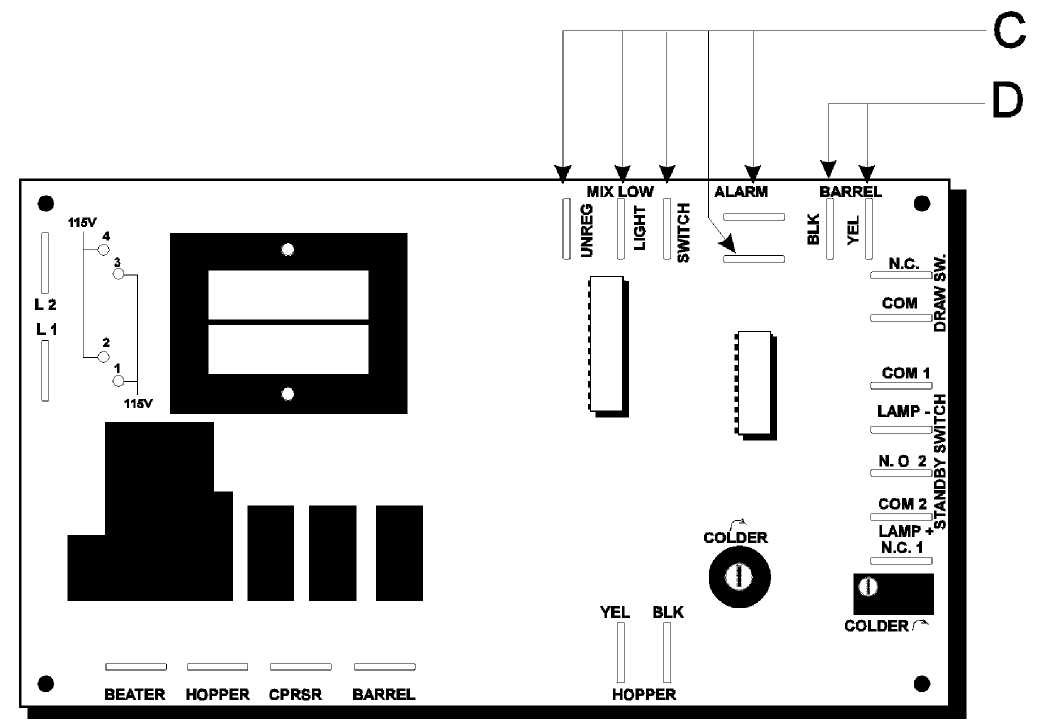 C
D
MIX LOW
ALARM
BARREL
UNREG
LIGHT
SWITCH
BLK
YEL
115V
4
3
L 2
L 1
2
1
115V
N.C.
COM
DRAW SW.
COM 1
LAMP -
N. O 2
COM 2
LAMP +
N.C. 1
STANDBY SWITCH
COLDER
COLDER
YEL
BLK
HOPPER
BEATER
HOPPER
CPRSR
BARREL